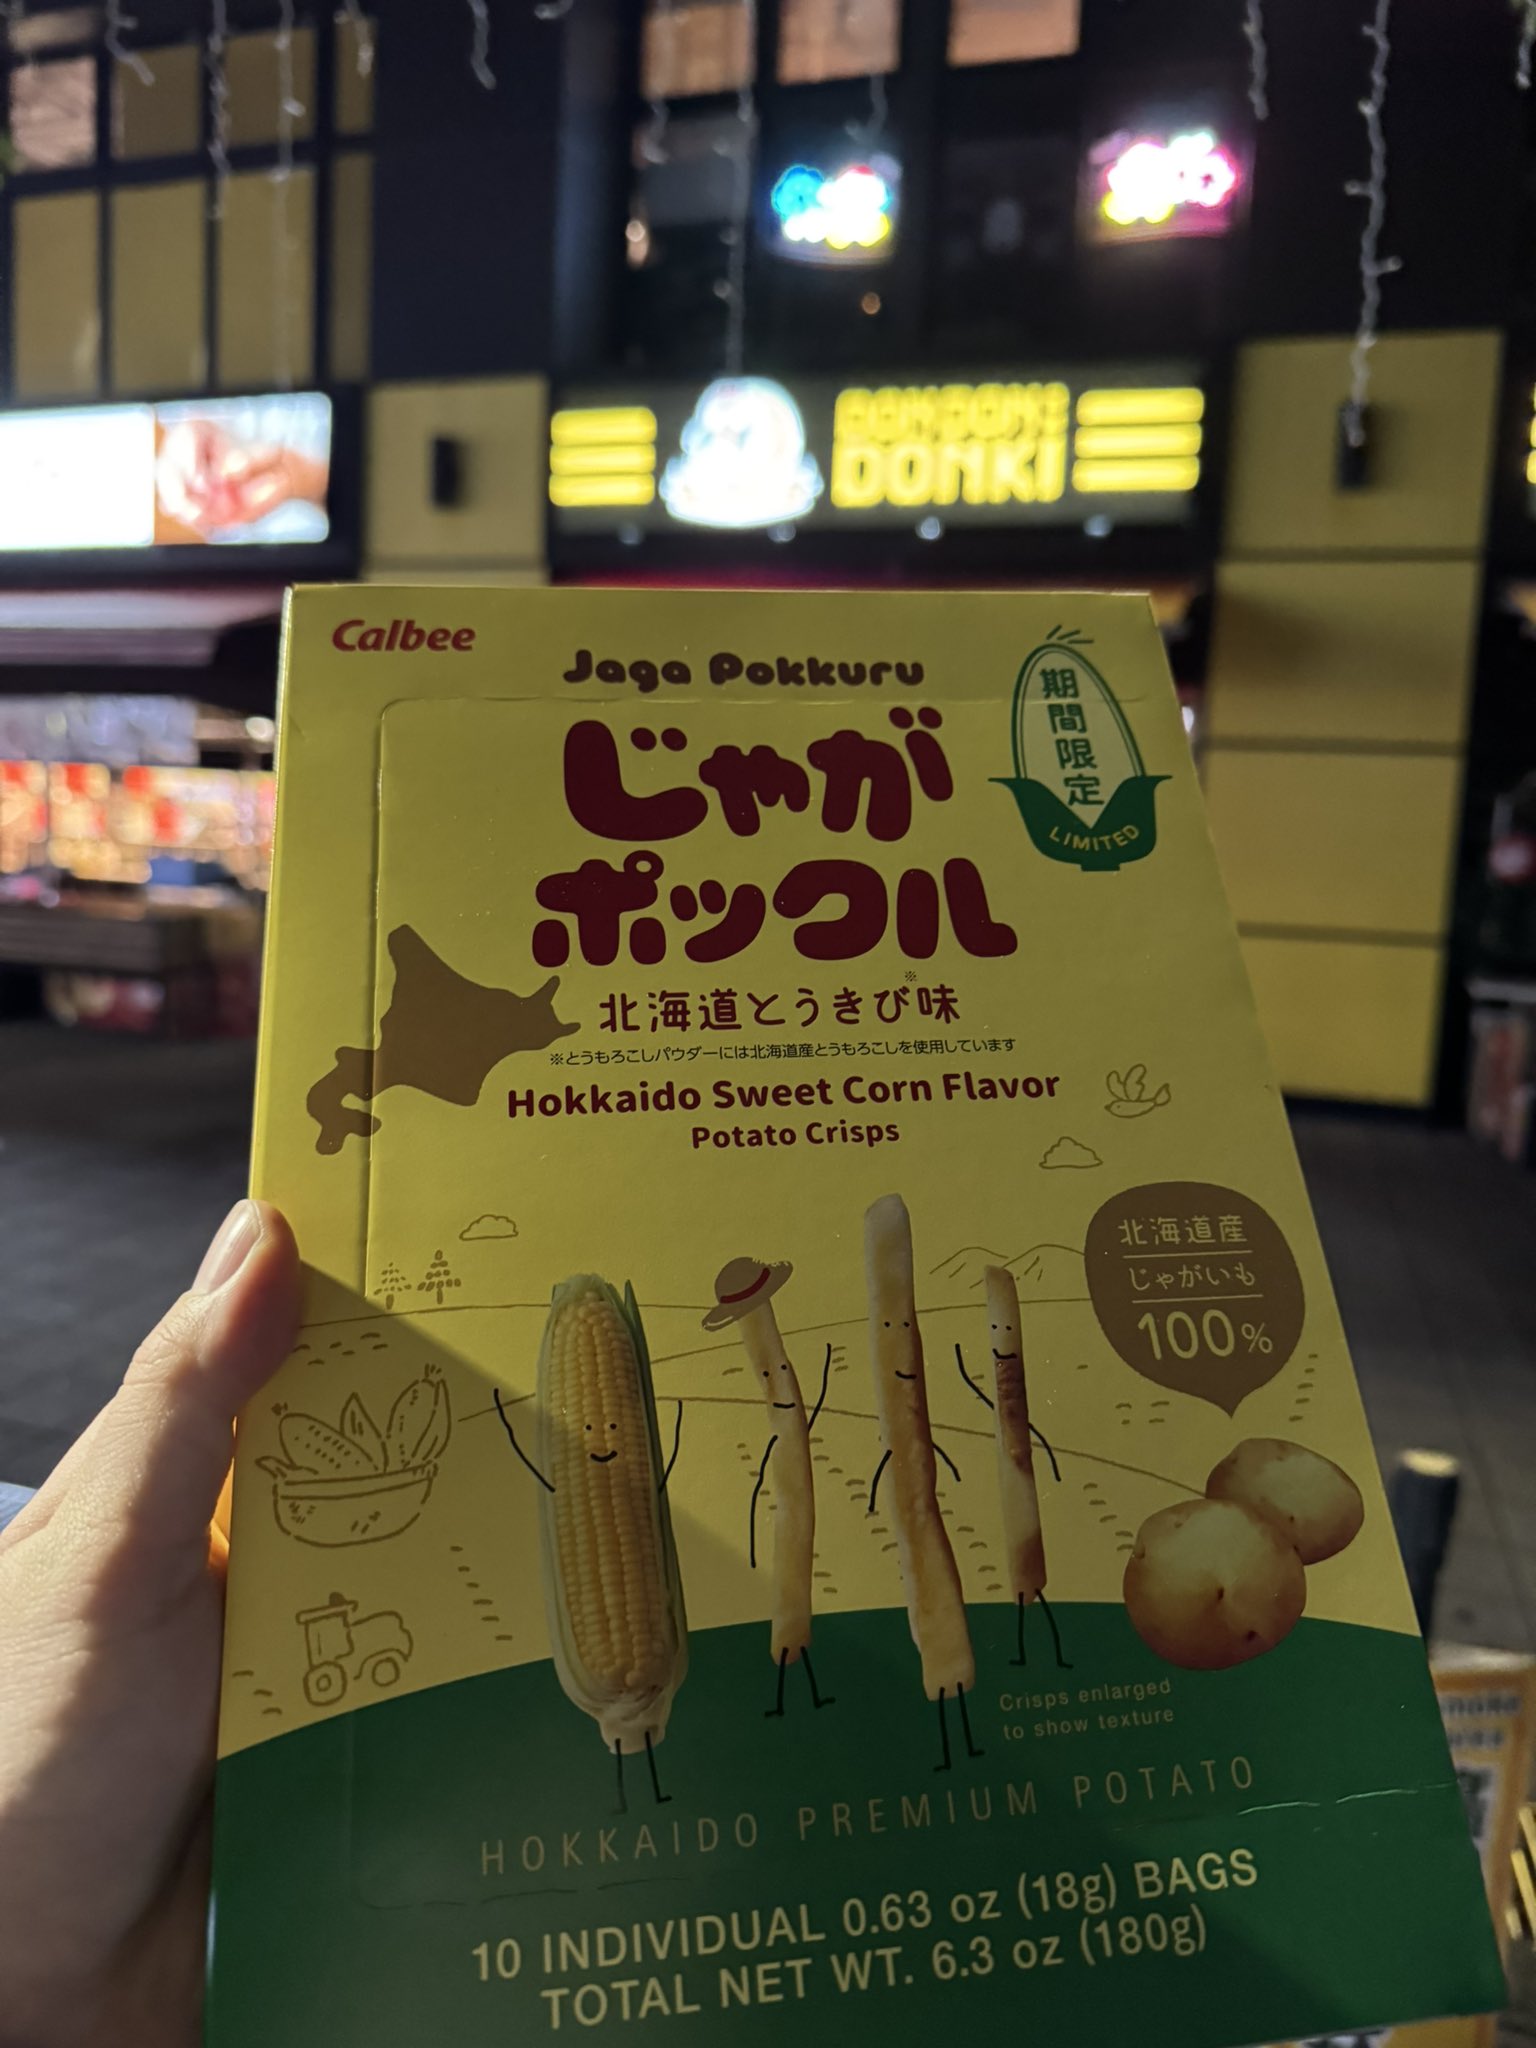 DON DON
DONKI
Calbee
Jaga Pokkuru
じゃが
ポックル
期間限定
LIMITED
北海道とうきび※味
※とうもろこしパウダーには北海道産とうもろこしを使用しています
Hokkaido Sweet Corn Flavor
Potato Crisps
北海道産
じゃがいも
100%
Crisps enlarged
to show texture
HOKKAIDO PREMIUM POTATO
10 INDIVIDUAL 0.63 oz (18g) BAGS
TOTAL NET WT. 6.3 oz (180g)